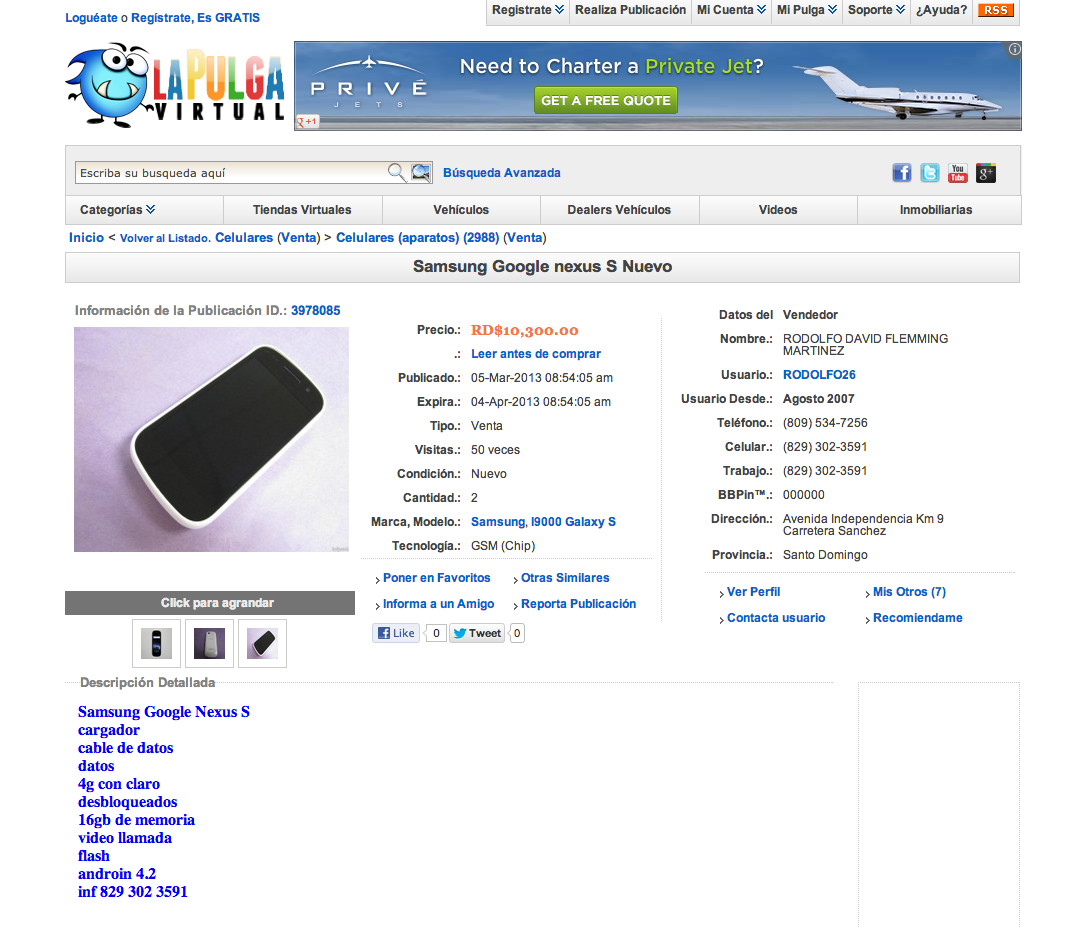 Loguéate o Regístrate, Es GRATIS
Registrate
Realiza Publicación
Mi Cuenta
Mi Pulga
Soporte
¿Ayuda?
RSS
LA PULGA
VIRTUAL
PRIVÉ
JETS
Need to Charter a Private Jet?
GET A FREE QUOTE
g +1
Escriba su busqueda aquí
Búsqueda Avanzada
f
You Tube
g+
Categorías
Tiendas Virtuales
Vehículos
Dealers Vehículos
Videos
Inmobiliarias
Inicio < Volver al Listado. Celulares (Venta) > Celulares (aparatos) (2988) (Venta)
Samsung Google nexus S Nuevo
Información de la Publicación ID.: 3978085
Click para agrandar
Precio.: RD$10,300.00
.: Leer antes de comprar
Publicado.: 05-Mar-2013 08:54:05 am
Expira.: 04-Apr-2013 08:54:05 am
Tipo.: Venta
Visitas.: 50 veces
Condición.: Nuevo
Cantidad.: 2
Marca, Modelo.: Samsung, I9000 Galaxy S
Tecnología.: GSM (Chip)
Poner en Favoritos
Otras Similares
Informa a un Amigo
Reporta Publicación
Like 0
Tweet 0
Datos del Vendedor
Nombre.: RODOLFO DAVID FLEMMING
MARTINEZ
Usuario.: RODOLFO26
Usuario Desde.: Agosto 2007
Teléfono.: (809) 534-7256
Celular.: (829) 302-3591
Trabajo.: (829) 302-3591
BBPin™.: 000000
Dirección.: Avenida Independencia Km 9
Carretera Sanchez
Provincia.: Santo Domingo
Ver Perfil
Mis Otros (7)
Contacta usuario
Recomiendame
Descripción Detallada
Samsung Google Nexus S
cargador
cable de datos
datos
4g con claro
desbloqueados
16gb de memoria
video llamada
flash
androin 4.2
inf 829 302 3591